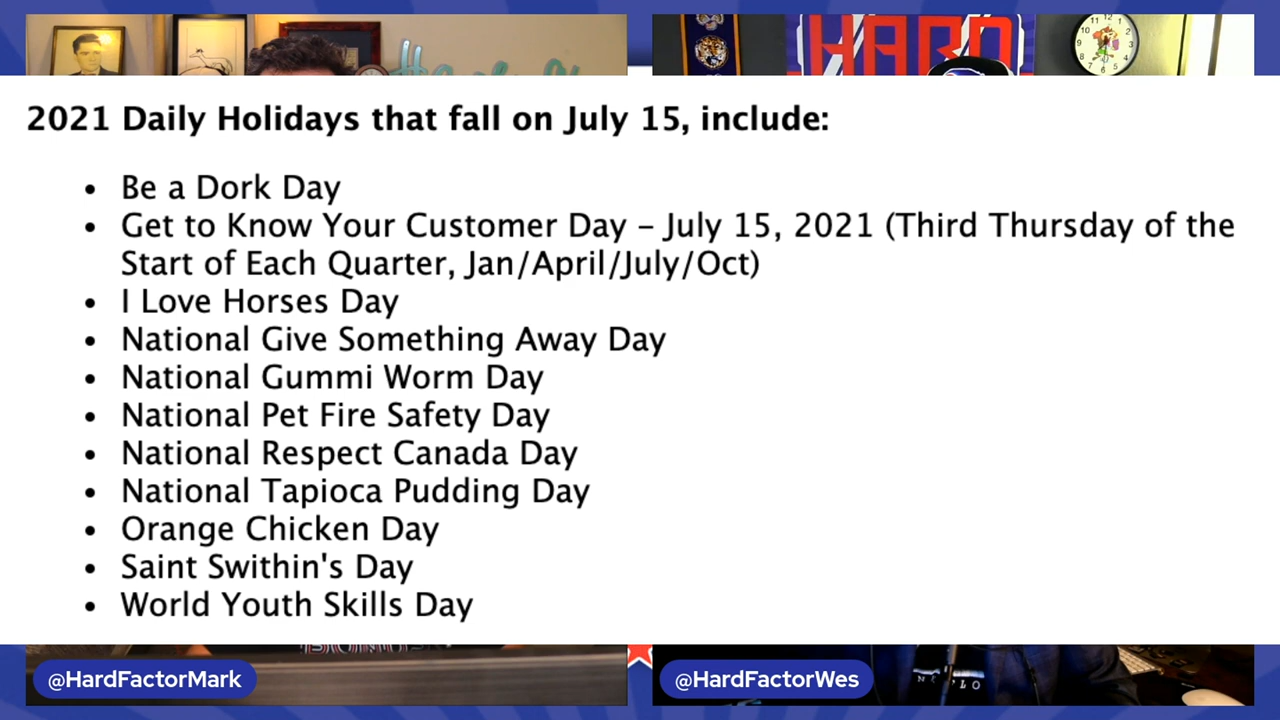 HARD
2021 Daily Holidays that fall on July 15, include:
• Be a Dork Day
• Get to Know Your Customer Day – July 15, 2021 (Third Thursday of the
Start of Each Quarter, Jan/April/July/Oct)
• I Love Horses Day
• National Give Something Away Day
• National Gummi Worm Day
• National Pet Fire Safety Day
• National Respect Canada Day
• National Tapioca Pudding Day
• Orange Chicken Day
• Saint Swithin's Day
• World Youth Skills Day
@HardFactorMark
@HardFactorWes